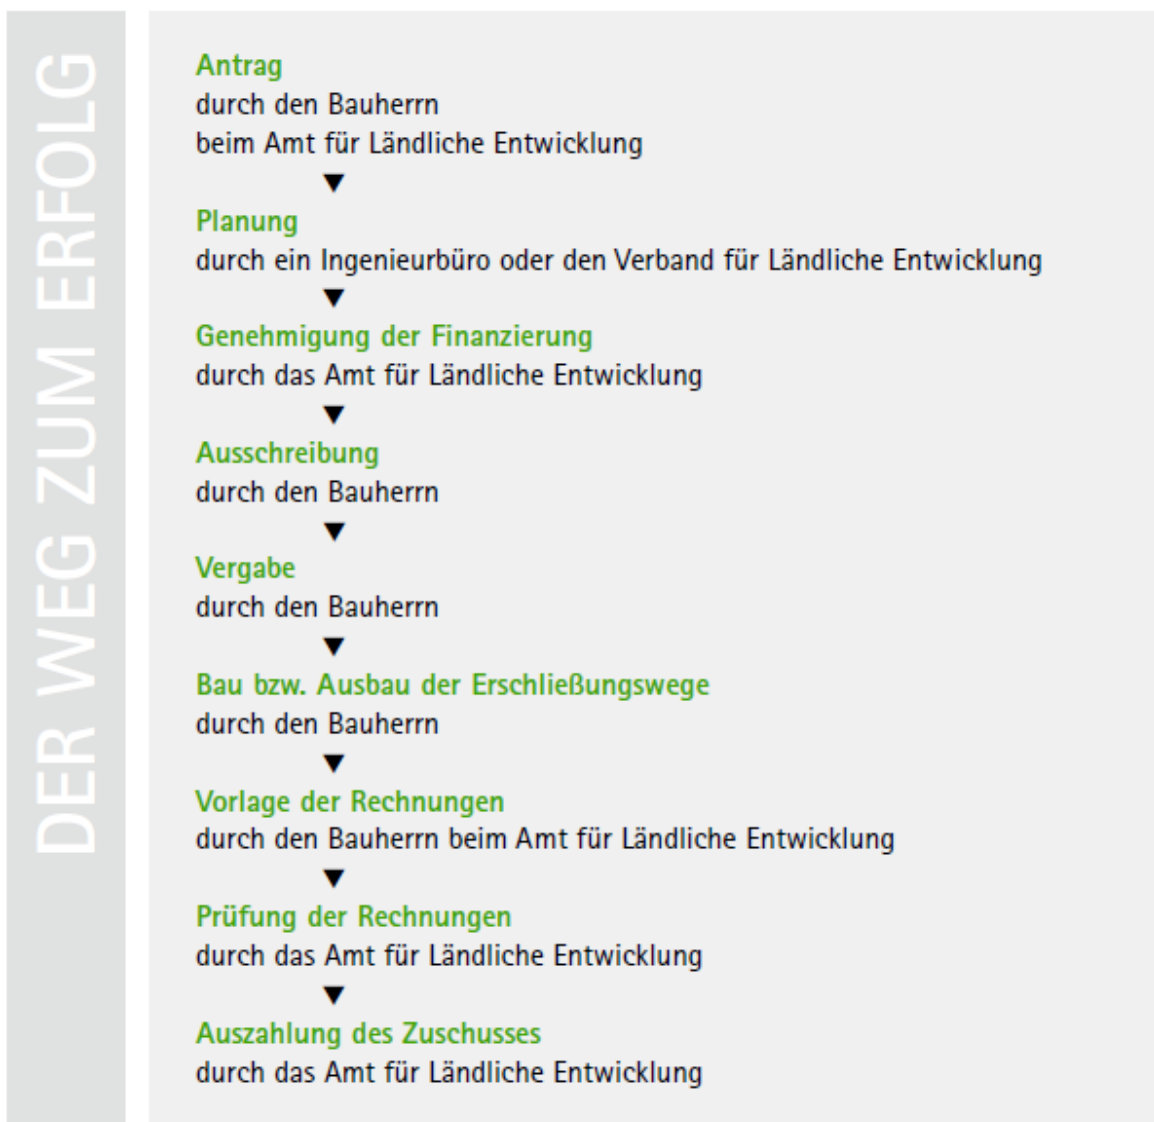 DER WEG ZUM ERFOLG
Antrag
durch den Bauherrn
beim Amt für Ländliche Entwicklung
▼
Planung
durch ein Ingenieurbüro oder den Verband für Ländliche Entwicklung
▼
Genehmigung der Finanzierung
durch das Amt für Ländliche Entwicklung
▼
Ausschreibung
durch den Bauherrn
▼
Vergabe
durch den Bauherrn
▼
Bau bzw. Ausbau der Erschließungswege
durch den Bauherrn
▼
Vorlage der Rechnungen
durch den Bauherrn beim Amt für Ländliche Entwicklung
▼
Prüfung der Rechnungen
durch das Amt für Ländliche Entwicklung
▼
Auszahlung des Zuschusses
durch das Amt für Ländliche Entwicklung